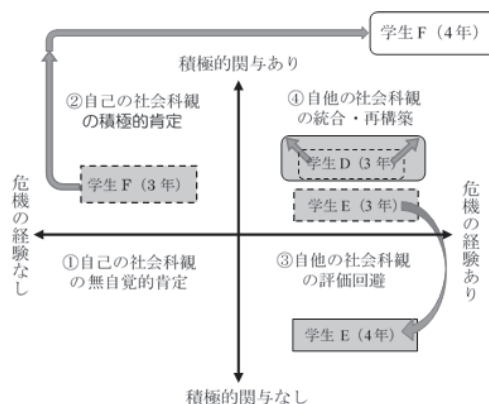 学生 F（4年）
積極的関与あり
②自己の社会科観
の積極的肯定
④自他の社会科観
の統合・再構築
学生 D（3年）
学生 F（3年）
学生 E（3年）
危機の経験なし
危機の経験あり
①自己の社会科観
の無自覚的肯定
③自他の社会科観
の評価回避
学生 E（4年）
積極的関与なし